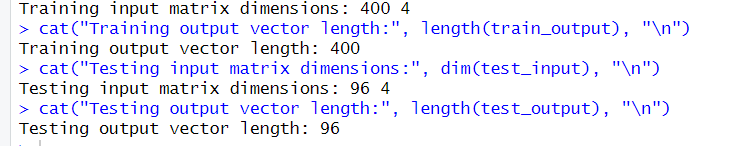 Training input matrix dimensions: 400 4
> cat("Training output vector length:", length(train_output), "\n")
Training output vector length: 400
> cat("Testing input matrix dimensions:", dim(test_input), "\n")
Testing input matrix dimensions: 96 4
> cat("Testing output vector length:", length(test_output), "\n")
Testing output vector length: 96
>